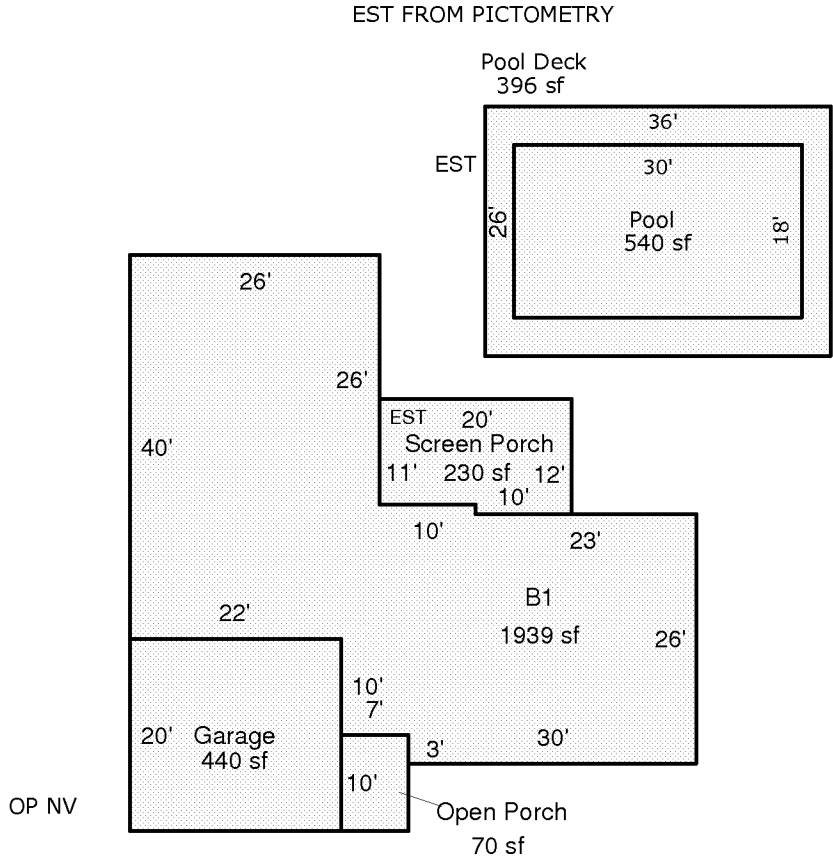 EST FROM PICTOMETRY
Pool Deck
396 sf
36'
EST
30'
26'
Pool
540 sf
18'
26'
26'
EST
20'
Screen Porch
40'
11'
230 sf
12'
10'
10'
23'
B1
22'
1939 sf
26'
10'
7'
20'
Garage
30'
3'
440 sf
10'
OP NV
Open Porch
70 sf